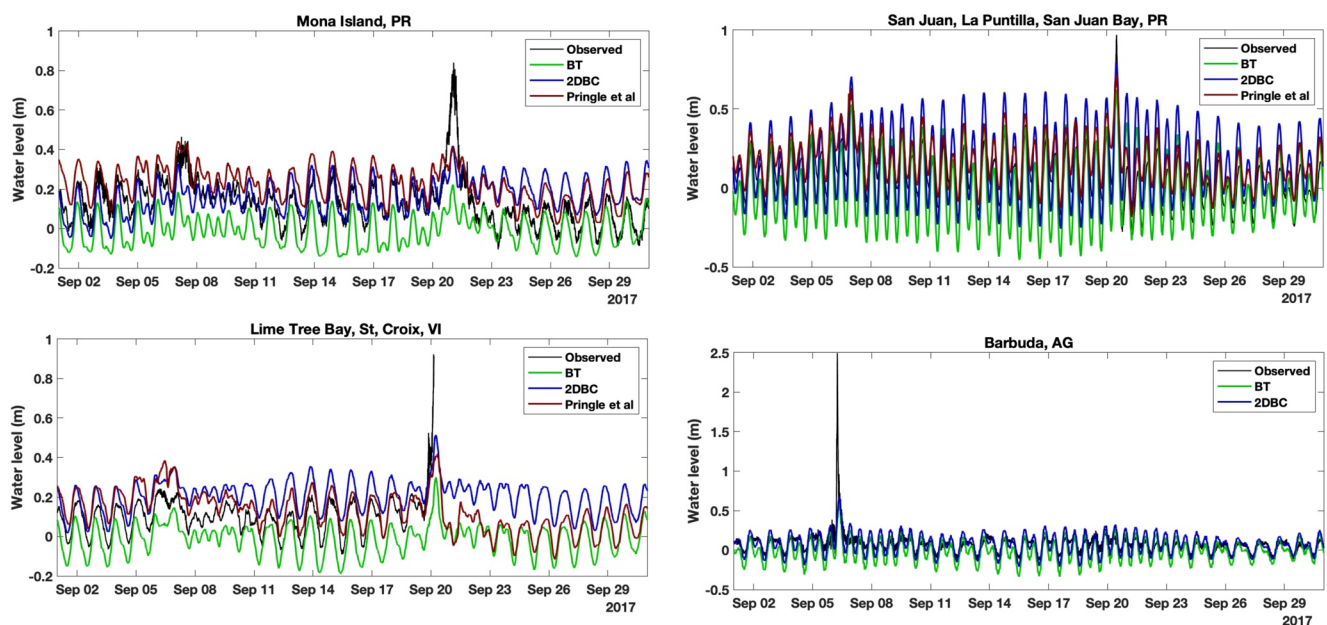 Mona Island, PR
Water level (m)
1
0.8
0.6
0.4
0.2
0
-0.2
Observed
BT
2DBC
Pringle et al
Sep 02 Sep 05 Sep 08 Sep 11 Sep 14 Sep 17 Sep 20 Sep 23 Sep 26 Sep 29
2017
San Juan, La Puntilla, San Juan Bay, PR
Water level (m)
1
0.5
0
-0.5
Observed
BT
2DBC
Pringle et al
Sep 02 Sep 05 Sep 08 Sep 11 Sep 14 Sep 17 Sep 20 Sep 23 Sep 26 Sep 29
2017
Lime Tree Bay, St, Croix, VI
Water level (m)
1
0.8
0.6
0.4
0.2
0
-0.2
Observed
BT
2DBC
Pringle et al
Sep 02 Sep 05 Sep 08 Sep 11 Sep 14 Sep 17 Sep 20 Sep 23 Sep 26 Sep 29
2017
Barbuda, AG
Water level (m)
2.5
2
1.5
1
0.5
0
-0.5
Observed
BT
2DBC
Sep 02 Sep 05 Sep 08 Sep 11 Sep 14 Sep 17 Sep 20 Sep 23 Sep 26 Sep 29
2017